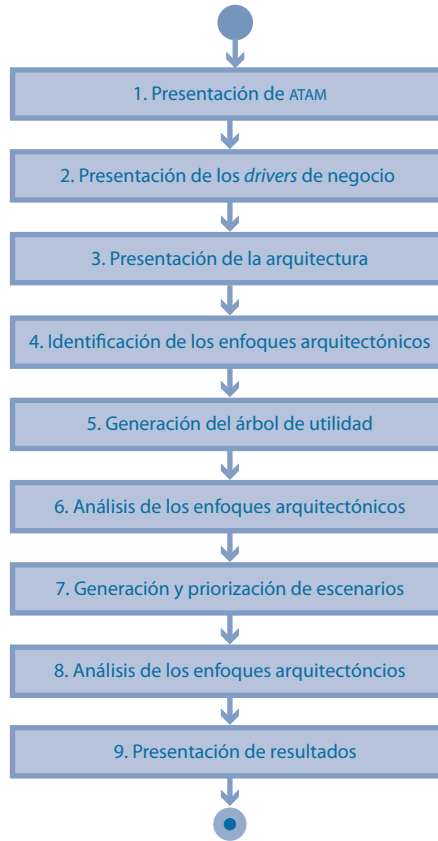 1. Presentación de ATAM
2. Presentación de los drivers de negocio
3. Presentación de la arquitectura
4. Identificación de los enfoques arquitectónicos
5. Generación del árbol de utilidad
6. Análisis de los enfoques arquitectónicos
7. Generación y priorización de escenarios
8. Análisis de los enfoques arquitectóncios
9. Presentación de resultados